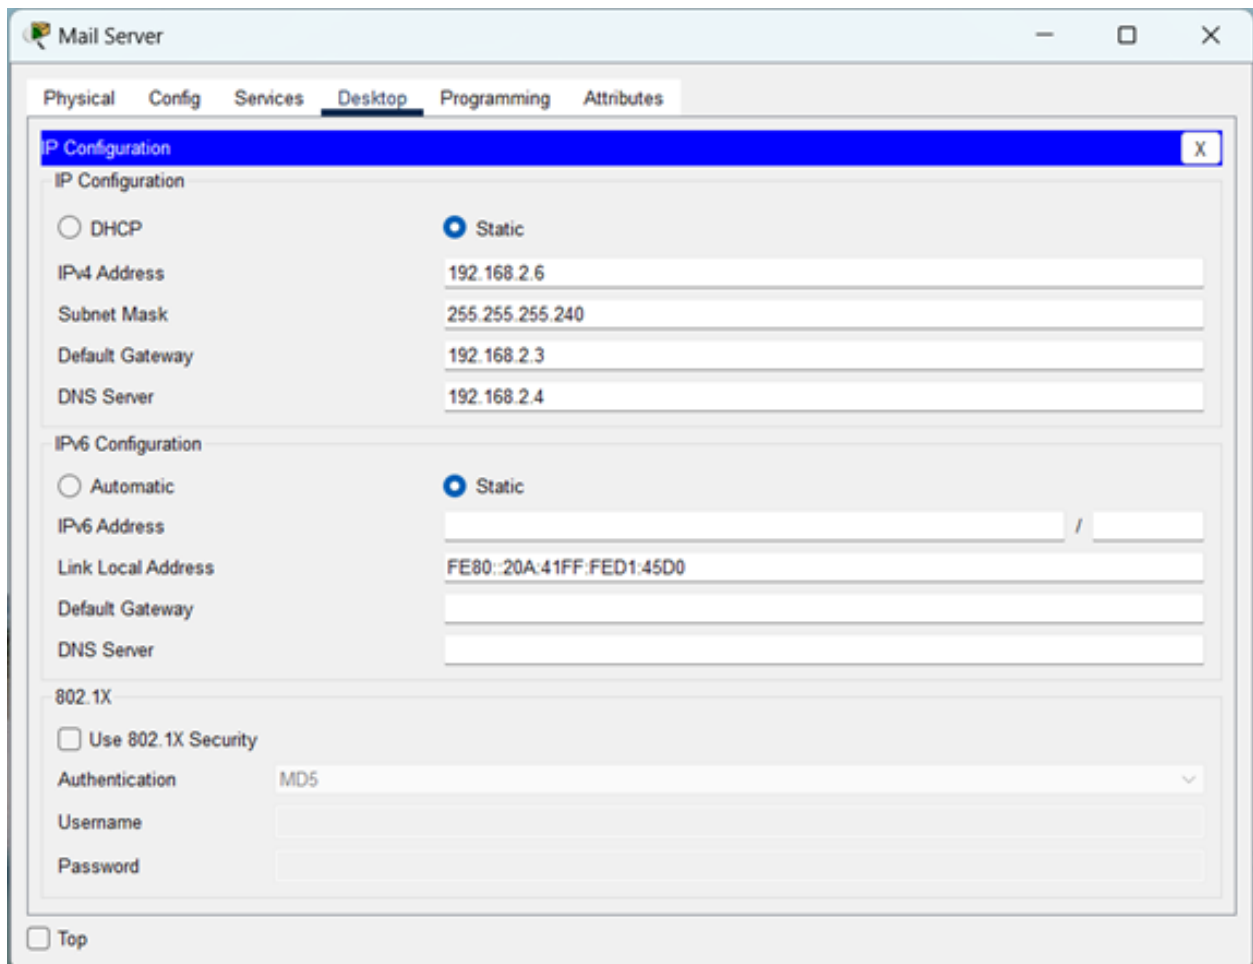 Mail Server
Physical Config Services Desktop Programming Attributes
IP Configuration X
IP Configuration
DHCP Static
IPv4 Address 192.168.2.6
Subnet Mask 255.255.255.240
Default Gateway 192.168.2.3
DNS Server 192.168.2.4
IPv6 Configuration
Automatic Static
IPv6 Address /
Link Local Address FE80::20A:41FF:FED1:45D0
Default Gateway
DNS Server
802.1X
Use 802.1X Security
Authentication MD5
Username
Password
Top